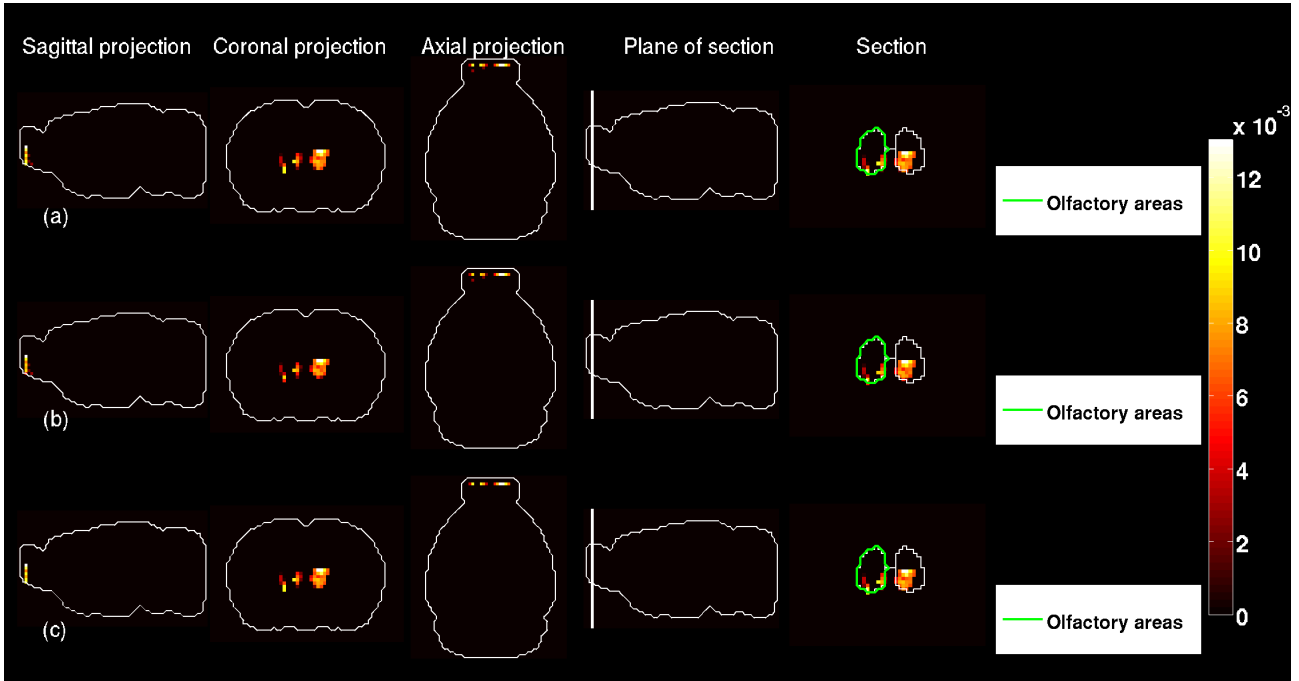 Sagittal projection Coronal projection Axial projection Plane of section Section
x 10-3
12
10
8
6
4
2
0
(a)
Olfactory areas
(b)
Olfactory areas
(c)
Olfactory areas